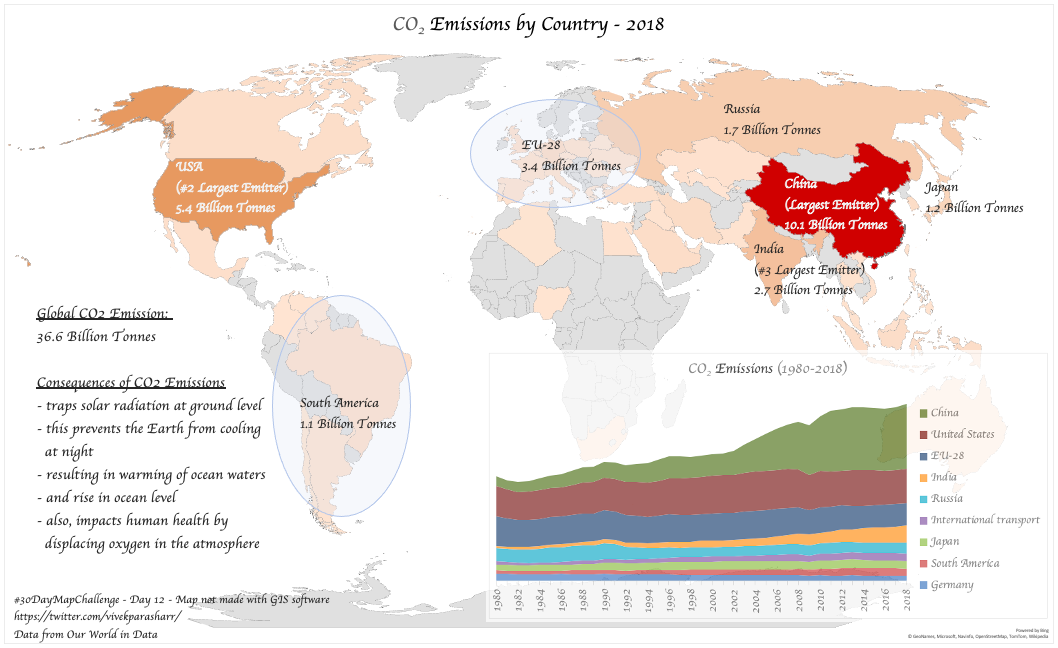 CO₂ Emissions by Country - 2018
Russia
1.7 Billion Tonnes
EU-28
3.4 Billion Tonnes
USA
(#2 Largest Emitter)
5.4 Billion Tonnes
China
(Largest Emitter)
10.1 Billion Tonnes
Japan
1.2 Billion Tonnes
India
(#3 Largest Emitter)
2.7 Billion Tonnes
Global CO2 Emission:
36.6 Billion Tonnes
Consequences of CO2 Emissions
- traps solar radiation at ground level
- this prevents the Earth from cooling
at night
- resulting in warming of ocean waters
- and rise in ocean level
- also, impacts human health by
displacing oxygen in the atmosphere
South America
1.1 Billion Tonnes
CO₂ Emissions (1980-2018)
China
United States
EU-28
India
Russia
International transport
Japan
South America
Germany
1980 1982 1984 1986 1988 1990 1992 1994 1996 1998 2000 2002 2004 2006 2008 2010 2012 2014 2016 2018
#30DayMapChallenge - Day 12 - Map not made with GIS software
https://twitter.com/vivekparasharr/
Data from Our World in Data
Powered by Bing
© GeoNames, Microsoft, Navinfo, OpenStreetMap, TomTom, Wikipedia